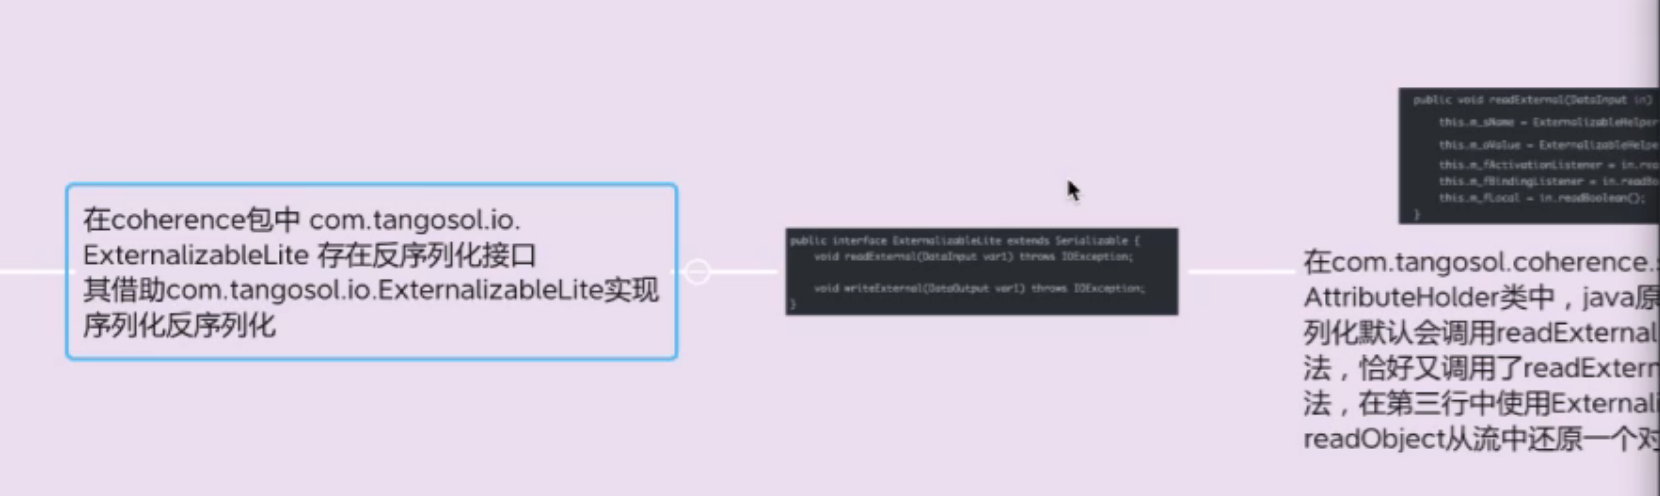 在coherence包中 com.tangosol.io.
ExternalizableLite 存在反序列化接口
其借助com.tangosol.io.ExternalizableLite实现
序列化反序列化
public interface ExternalizableLite extends Serializable {
void readExternal(DataInput var1) throws IOException;
void writeExternal(DataOutput var1) throws IOException;
}
public void readExternal(DataInput in)
this.m_sName = ExternalizableHelper
this.m_oValue = ExternalizableHelpe
this.m_fActivationListener = in.rea
this.m_fBindingListener = in.readBo
this.m_fLocal = in.readBoolean();
}
在com.tangosol.coherence.
AttributeHolder类中，java原
列化默认会调用readExternal
法，恰好又调用了readExtern
法，在第三行中使用Externali
readObject从流中还原一个对